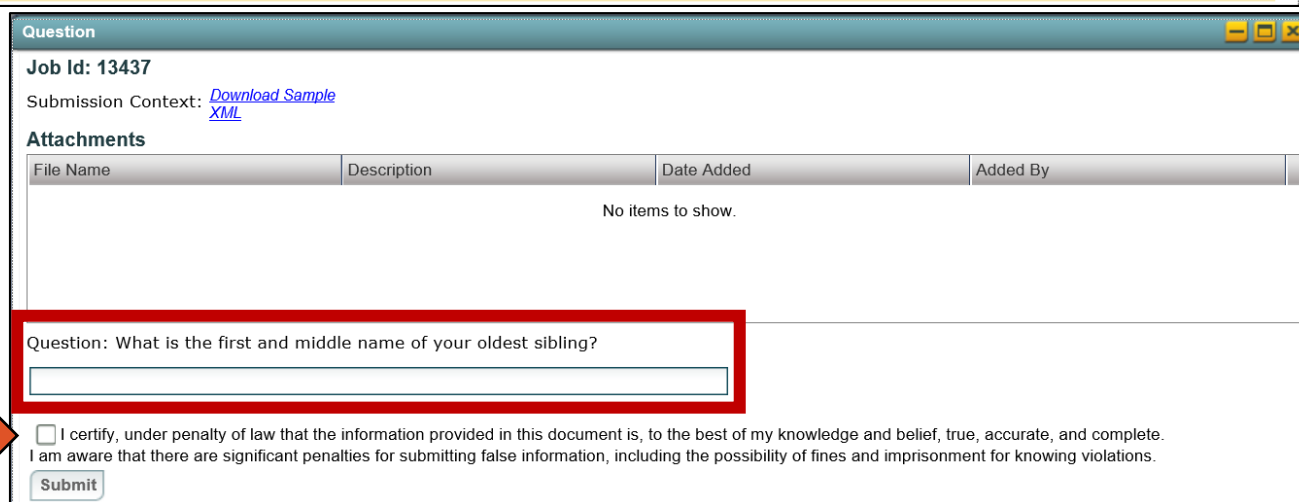 Question
Job Id: 13437
Submission Context: Download Sample
XML
Attachments
File Name Description Date Added Added By
No items to show.
Question: What is the first and middle name of your oldest sibling?
I certify, under penalty of law that the information provided in this document is, to the best of my knowledge and belief, true, accurate, and complete.
I am aware that there are significant penalties for submitting false information, including the possibility of fines and imprisonment for knowing violations.
Submit